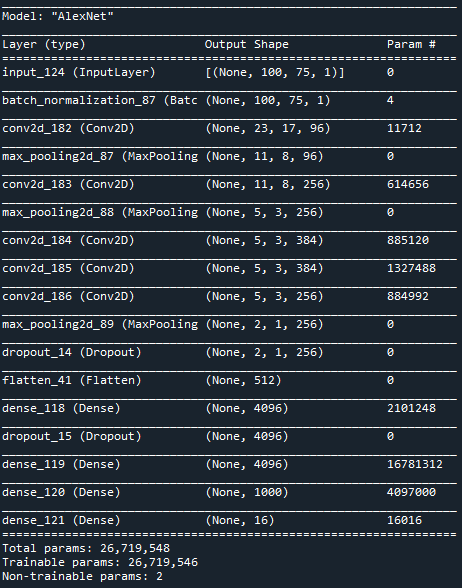 Model: "AlexNet"
Layer (type) Output Shape Param #
input_124 (InputLayer) [(None, 100, 75, 1)] 0
batch_normalization_87 (Batc (None, 100, 75, 1) 4
conv2d_182 (Conv2D) (None, 23, 17, 96) 11712
max_pooling2d_87 (MaxPooling (None, 11, 8, 96) 0
conv2d_183 (Conv2D) (None, 11, 8, 256) 614656
max_pooling2d_88 (MaxPooling (None, 5, 3, 256) 0
conv2d_184 (Conv2D) (None, 5, 3, 384) 885120
conv2d_185 (Conv2D) (None, 5, 3, 384) 1327488
conv2d_186 (Conv2D) (None, 5, 3, 256) 884992
max_pooling2d_89 (MaxPooling (None, 2, 1, 256) 0
dropout_14 (Dropout) (None, 2, 1, 256) 0
flatten_41 (Flatten) (None, 512) 0
dense_118 (Dense) (None, 4096) 2101248
dropout_15 (Dropout) (None, 4096) 0
dense_119 (Dense) (None, 4096) 16781312
dense_120 (Dense) (None, 1000) 4097000
dense_121 (Dense) (None, 16) 16016
Total params: 26,719,548
Trainable params: 26,719,546
Non-trainable params: 2